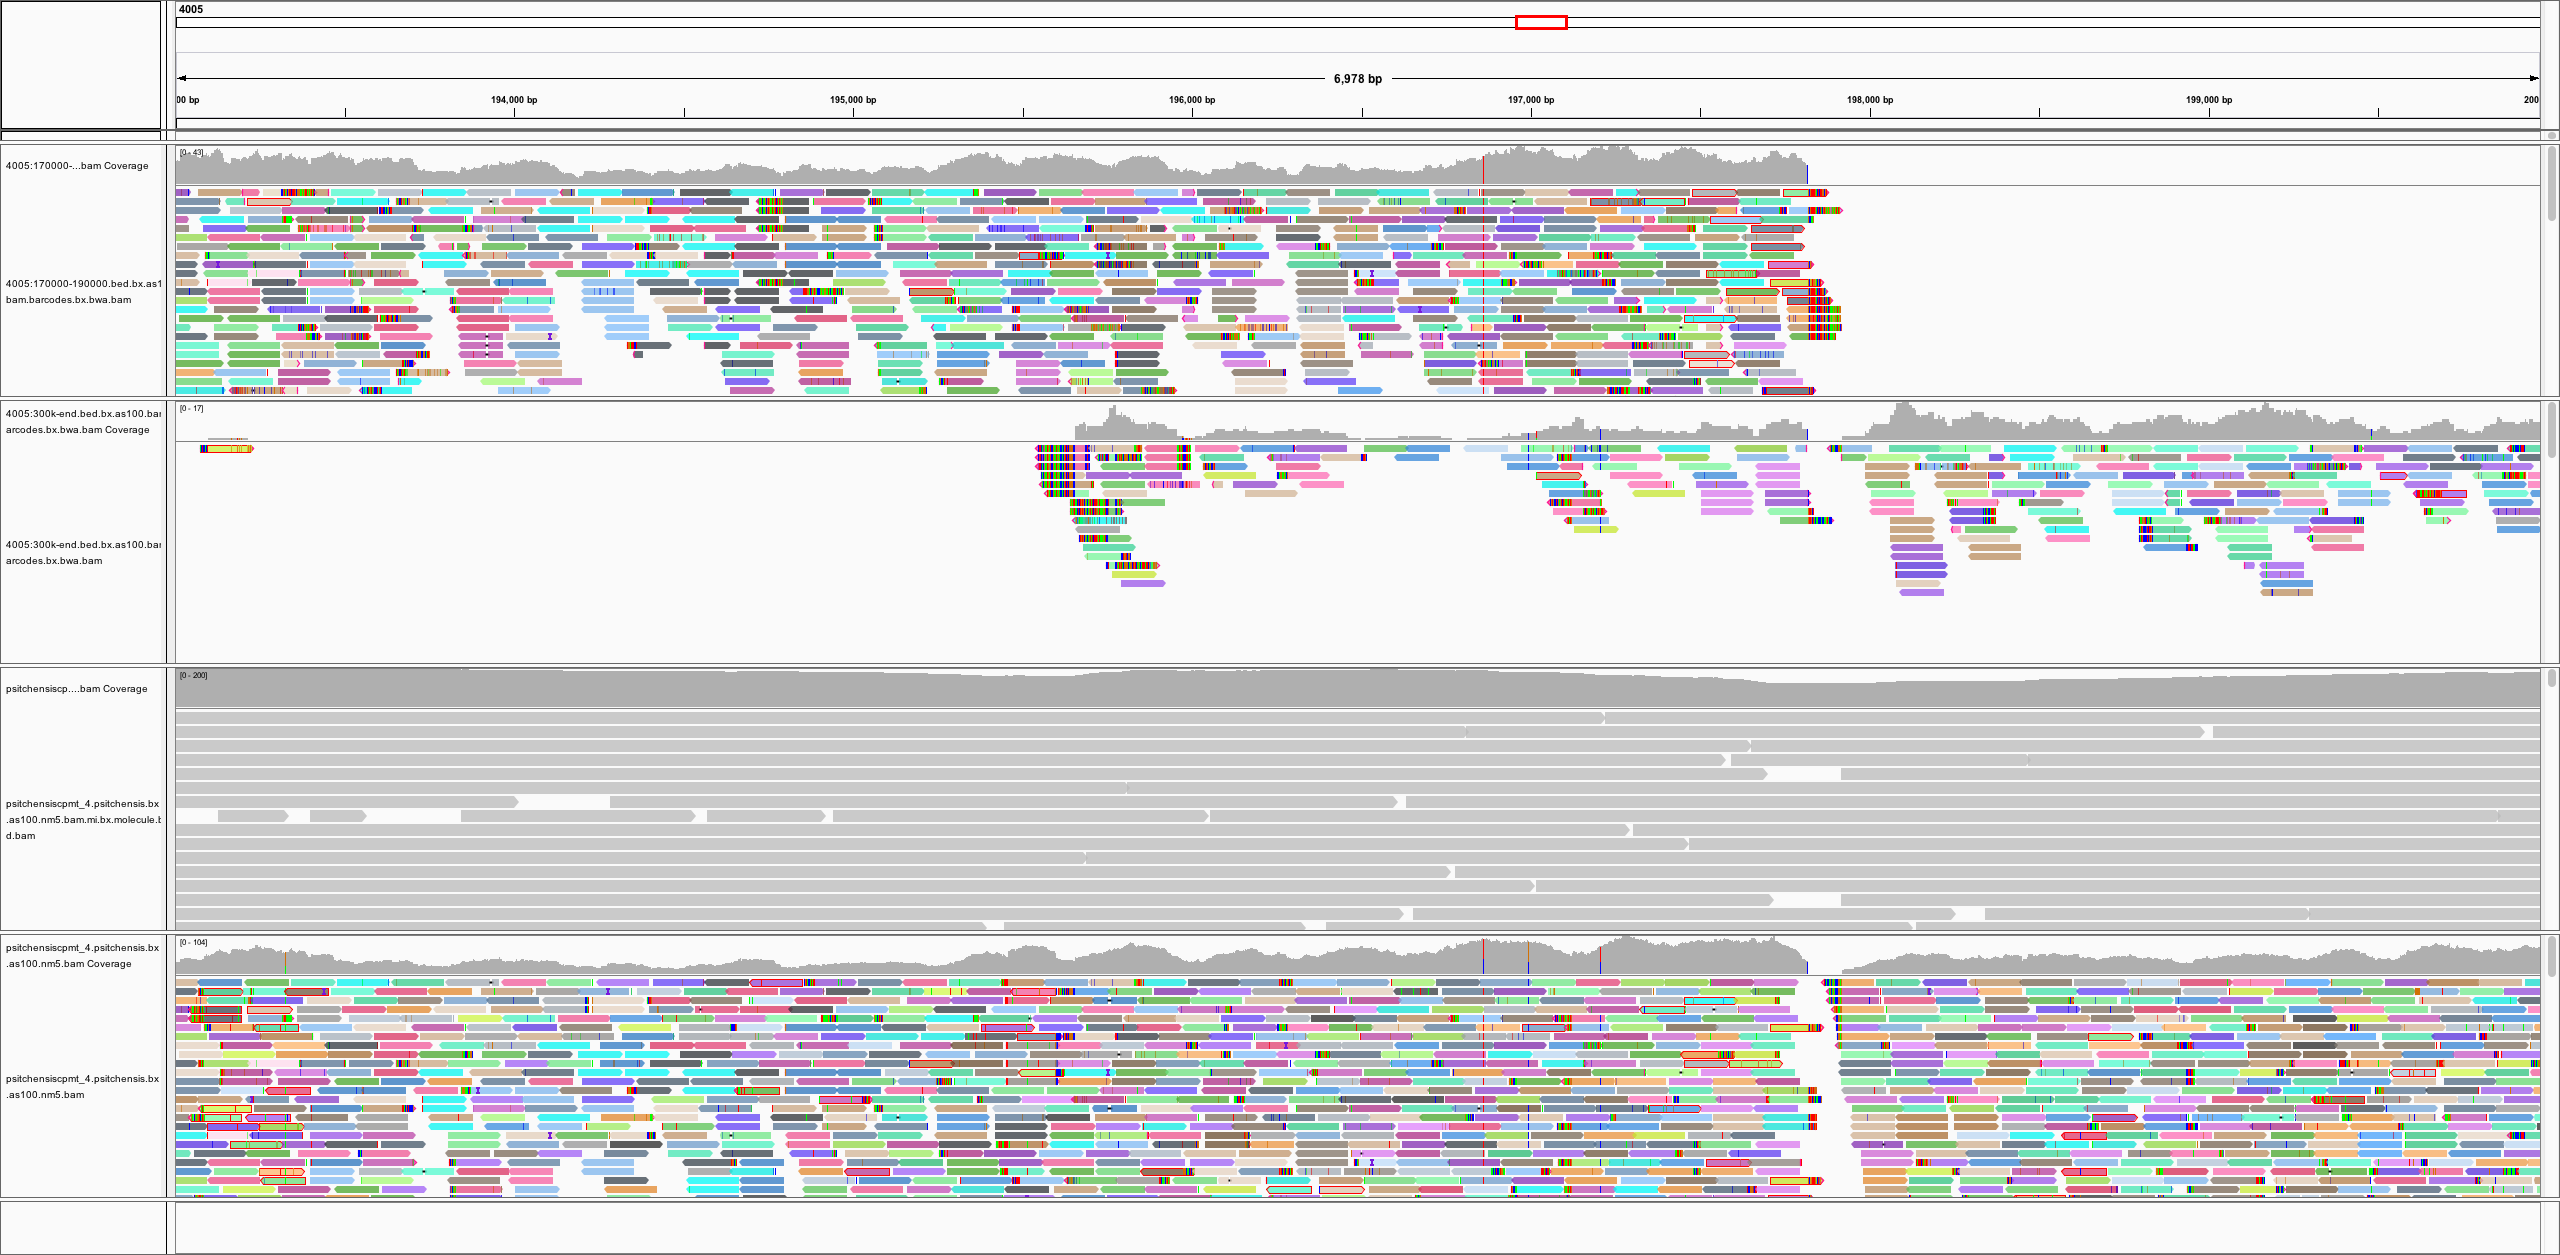 4005
6,978 bp
00 bp 194,000 bp 195,000 bp 196,000 bp 197,000 bp 198,000 bp 199,000 bp 200
4005:170000-...bam Coverage
[0 - 43]
4005:170000-190000.bed.bx.as1
bam.barcodes.bx.bwa.bam
4005:300k-end.bed.bx.as100.bar
arcodes.bx.bwa.bam Coverage
[0 - 17]
4005:300k-end.bed.bx.as100.bar
arcodes.bx.bwa.bam
psitchensiscp....bam Coverage
[0 - 200]
psitchensiscpmt_4.psitchensis.bx
.as100.nm5.bam.mi.bx.molecule.b
d.bam
psitchensiscpmt_4.psitchensis.bx
.as100.nm5.bam Coverage
[0 - 104]
psitchensiscpmt_4.psitchensis.bx
.as100.nm5.bam